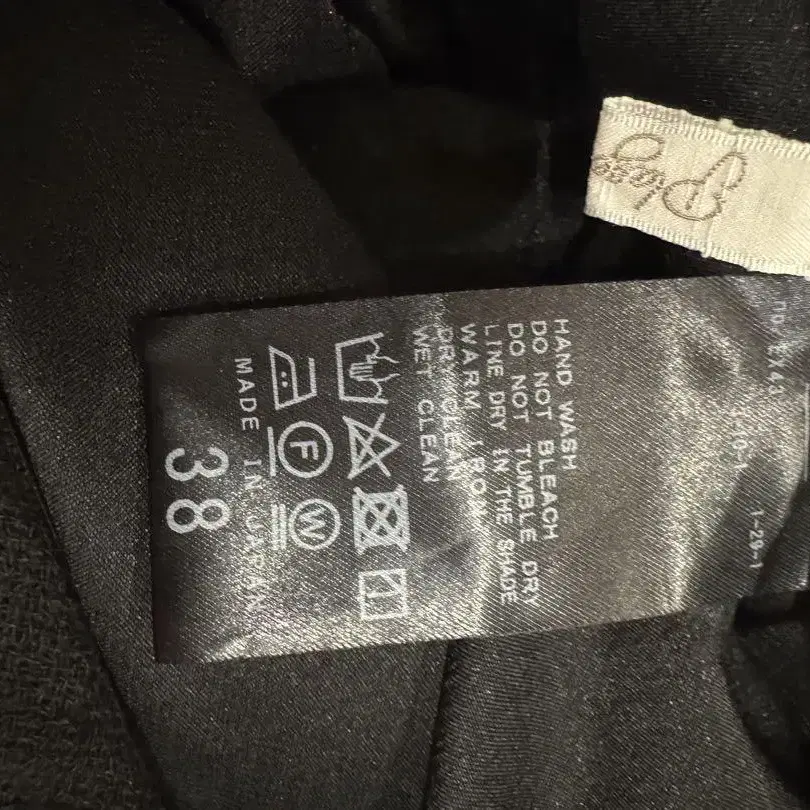 HAND WASH
DO NOT BLEACH
DO NOT TUMBLE DRY
LINE DRY IN THE SHADE
WARM IRON
DRY CLEAN
WET CLEAN
F
W
MADE IN JAPAN
38
1-29-1